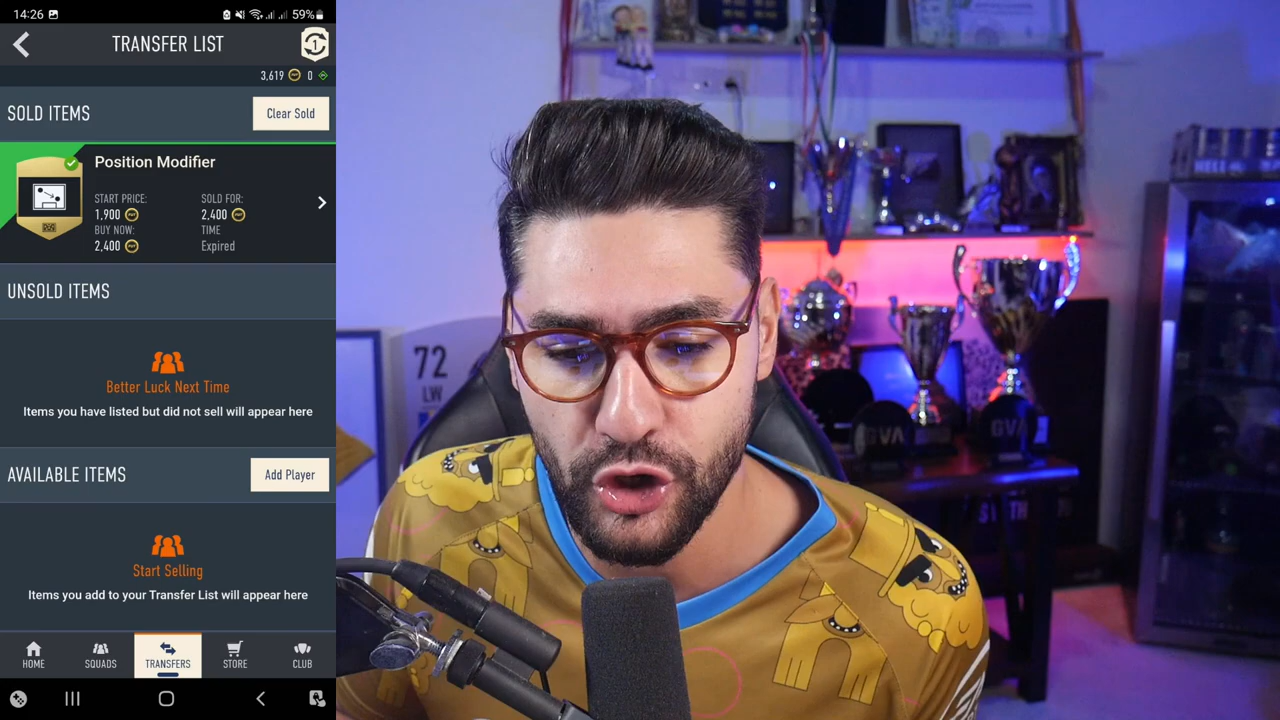 14:26
59%
TRANSFER LIST
1
3,619 0
SOLD ITEMS
Clear Sold
Position Modifier
START PRICE:
SOLD FOR:
1,900
2,400
BUY NOW:
TIME
2,400
Expired
UNSOLD ITEMS
Better Luck Next Time
Items you have listed but did not sell will appear here
AVAILABLE ITEMS
Add Player
Start Selling
Items you add to your Transfer List will appear here
HOME
SQUADS
TRANSFERS
STORE
CLUB
72
LW
GVA
GVA